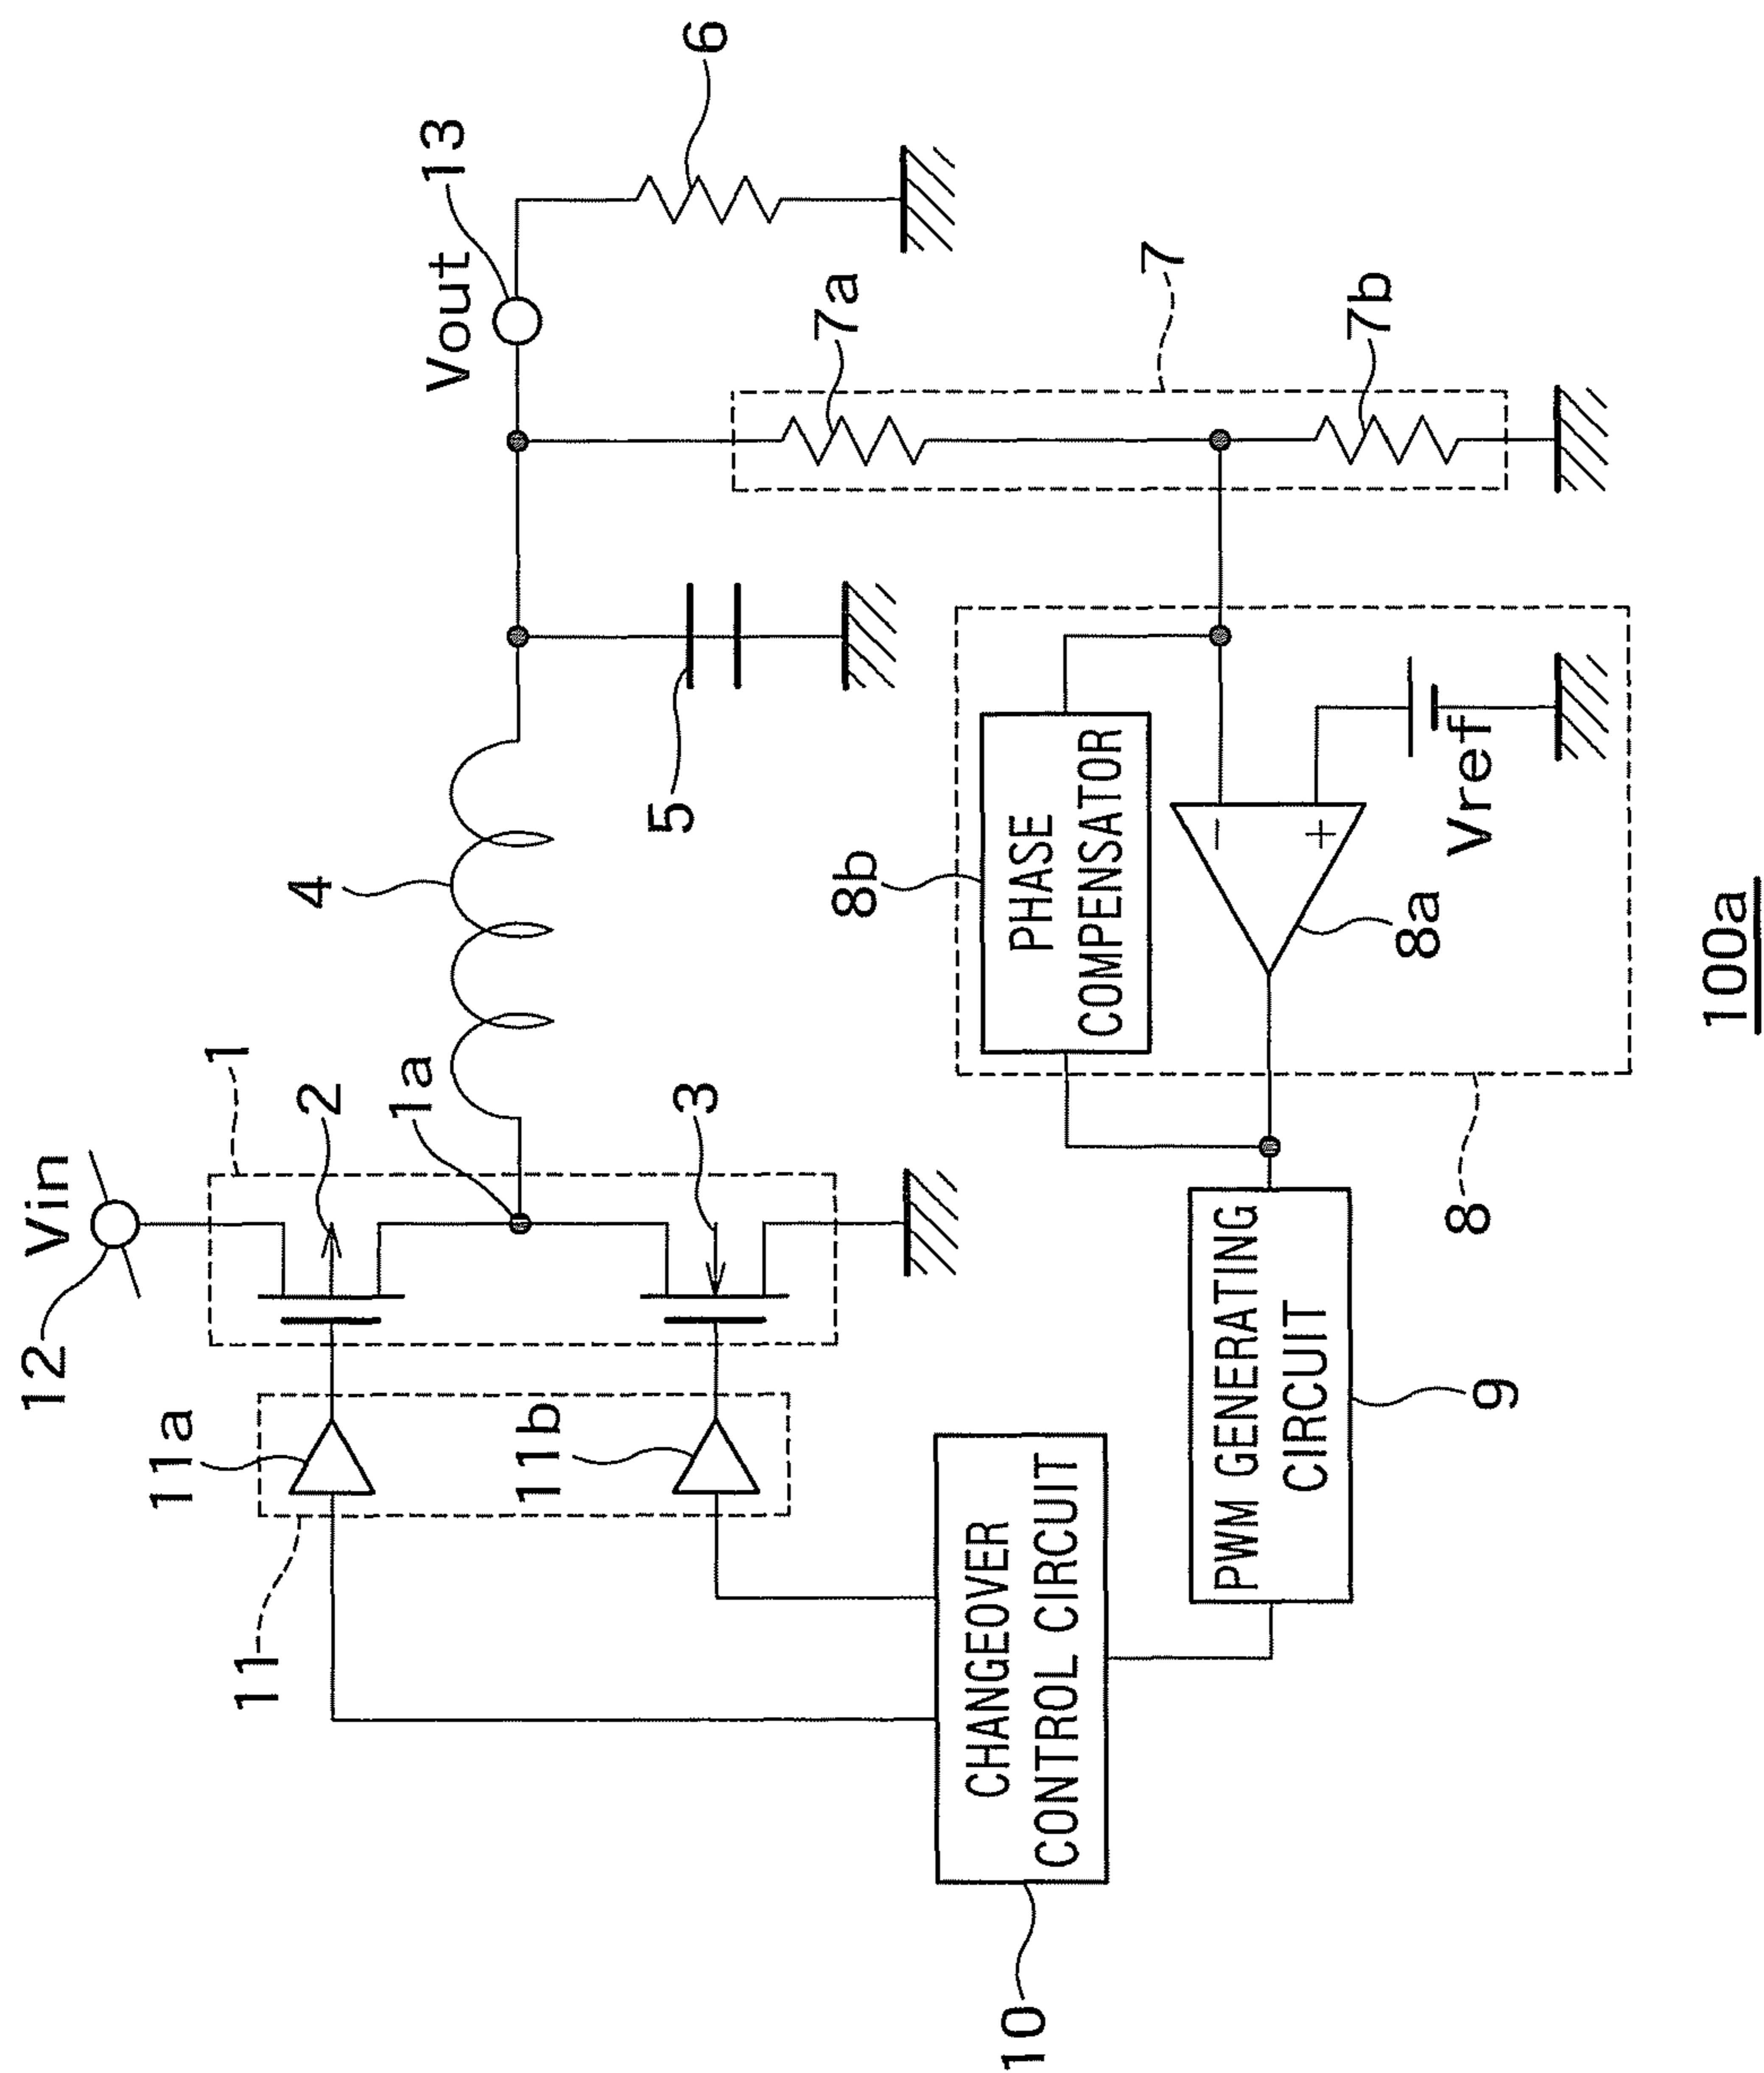 Vin
12
1
2
1a
3
4
5
Vout
13
6
7
7a
7b
11
11a
11b
8b
PHASE
COMPENSATOR
8a
Vref
−
+
8
CHANGEOVER
CONTROL CIRCUIT
10
PWM GENERATING
CIRCUIT
9
100a